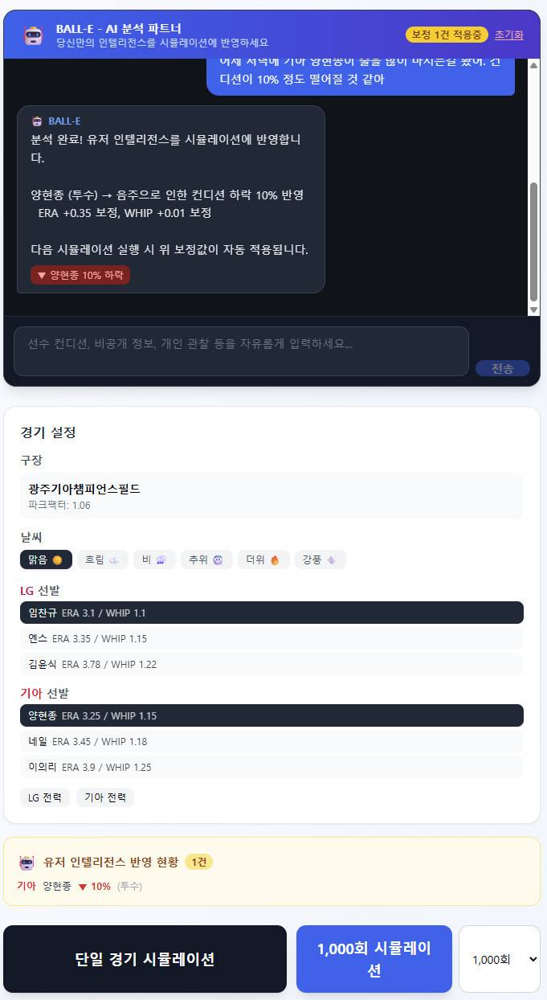 BALL-E - AI 분석 파트너
당신만의 인텔리전스를 시뮬레이션에 반영하세요
보정 1건 적용중
초기화
어제 저녁에 기아 양현종이 술을 많이 마시는걸 봤어. 컨
디션이 10% 정도 떨어질 것 같아
BALL-E
분석 완료! 유저 인텔리전스를 시뮬레이션에 반영합니
다.
양현종 (투수) → 음주으로 인한 컨디션 하락 10% 반영
ERA +0.35 보정, WHIP +0.01 보정
다음 시뮬레이션 실행 시 위 보정값이 자동 적용됩니다.
▼ 양현종 10% 하락
선수 컨디션, 비공개 정보, 개인 관찰 등을 자유롭게 입력하세요...
전송
경기 설정
구장
광주기아챔피언스필드
파크팩터: 1.06
날씨
맑음 흐림 비 추위 더위 강풍
LG 선발
임찬규 ERA 3.1 / WHIP 1.1
엔스 ERA 3.35 / WHIP 1.15
김윤식 ERA 3.78 / WHIP 1.22
기아 선발
양현종 ERA 3.25 / WHIP 1.15
네일 ERA 3.45 / WHIP 1.18
이의리 ERA 3.9 / WHIP 1.25
LG 전력 기아 전력
유저 인텔리전스 반영 현황 1건
기아 양현종 ▼ 10% (투수)
단일 경기 시뮬레이션
1,000회 시뮬레이
션
1,000회